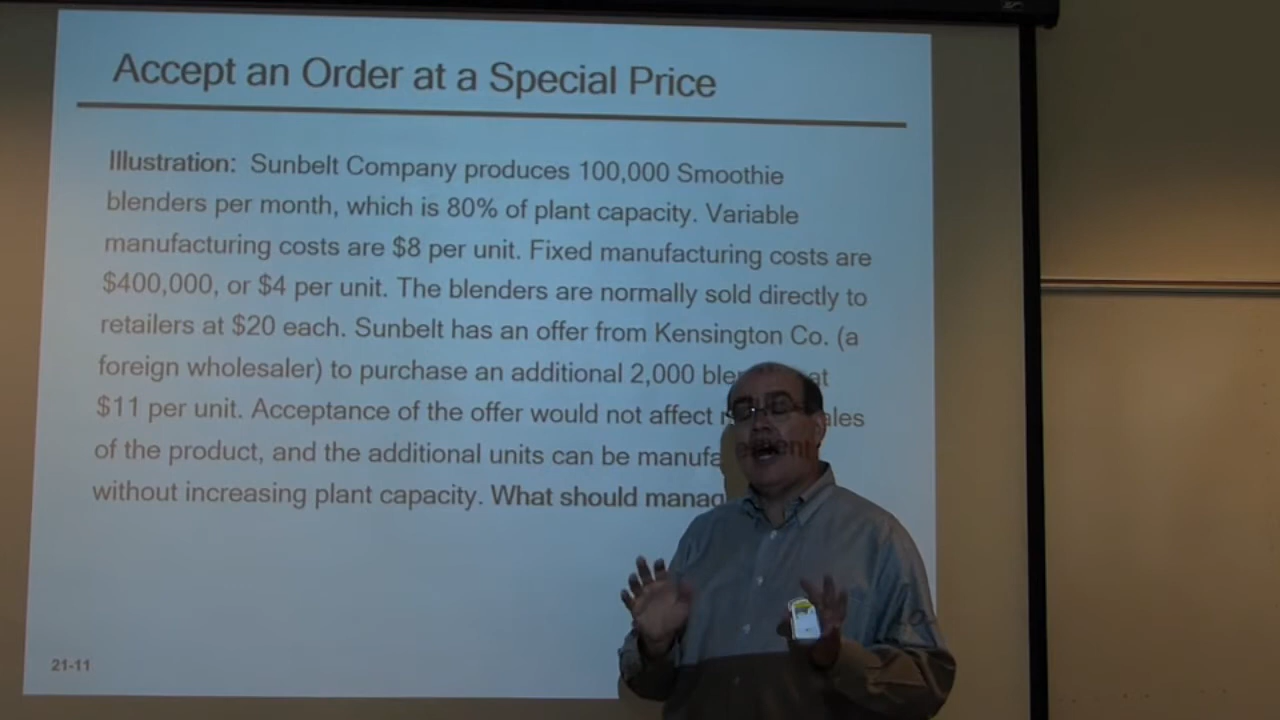 Accept an Order at a Special Price
Illustration: Sunbelt Company produces 100,000 Smoothie
blenders per month, which is 80% of plant capacity. Variable
manufacturing costs are $8 per unit. Fixed manufacturing costs are
$400,000, or $4 per unit. The blenders are normally sold directly to
retailers at $20 each. Sunbelt has an offer from Kensington Co. (a
foreign wholesaler) to purchase an additional 2,000 at
$11 per unit. Acceptance of the offer would not affect
of the product, and the additional units can be
without increasing plant capacity. What should
21-11